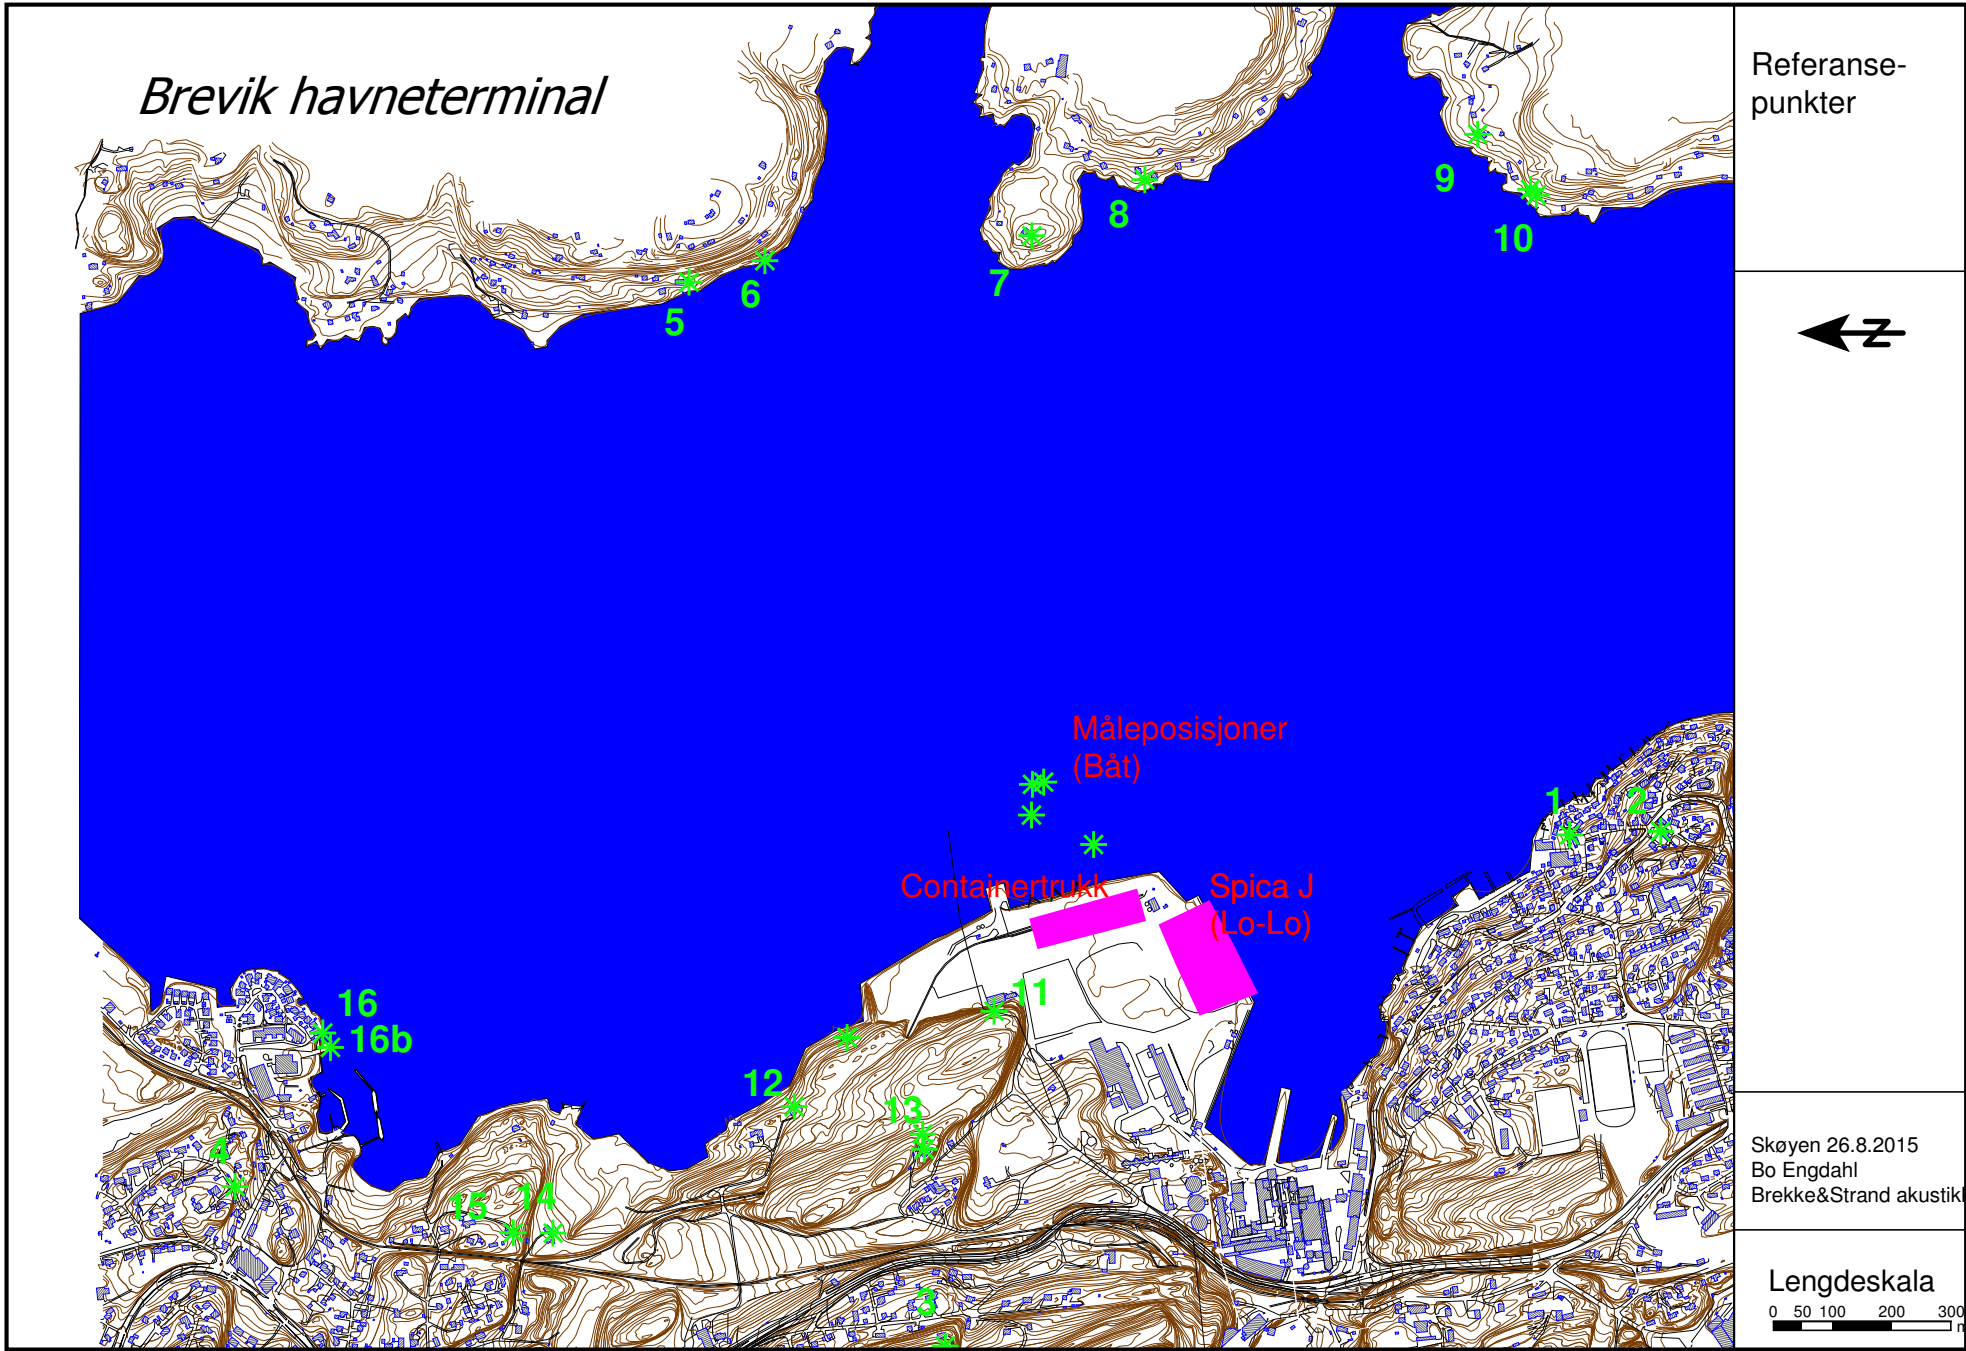 Brevik havneterminal
Referanse-
punkter
9
8
10
7
6
5
Z
Måleposisjoner
(Båt)
1
2
Containertrukk
Spica J
(Lo-Lo)
11
16
16b
12
13
4
15
14
3
Skøyen 26.8.2015
Bo Engdahl
Brekke&Strand akustik
Lengdeskala
0 50 100 200 300
m